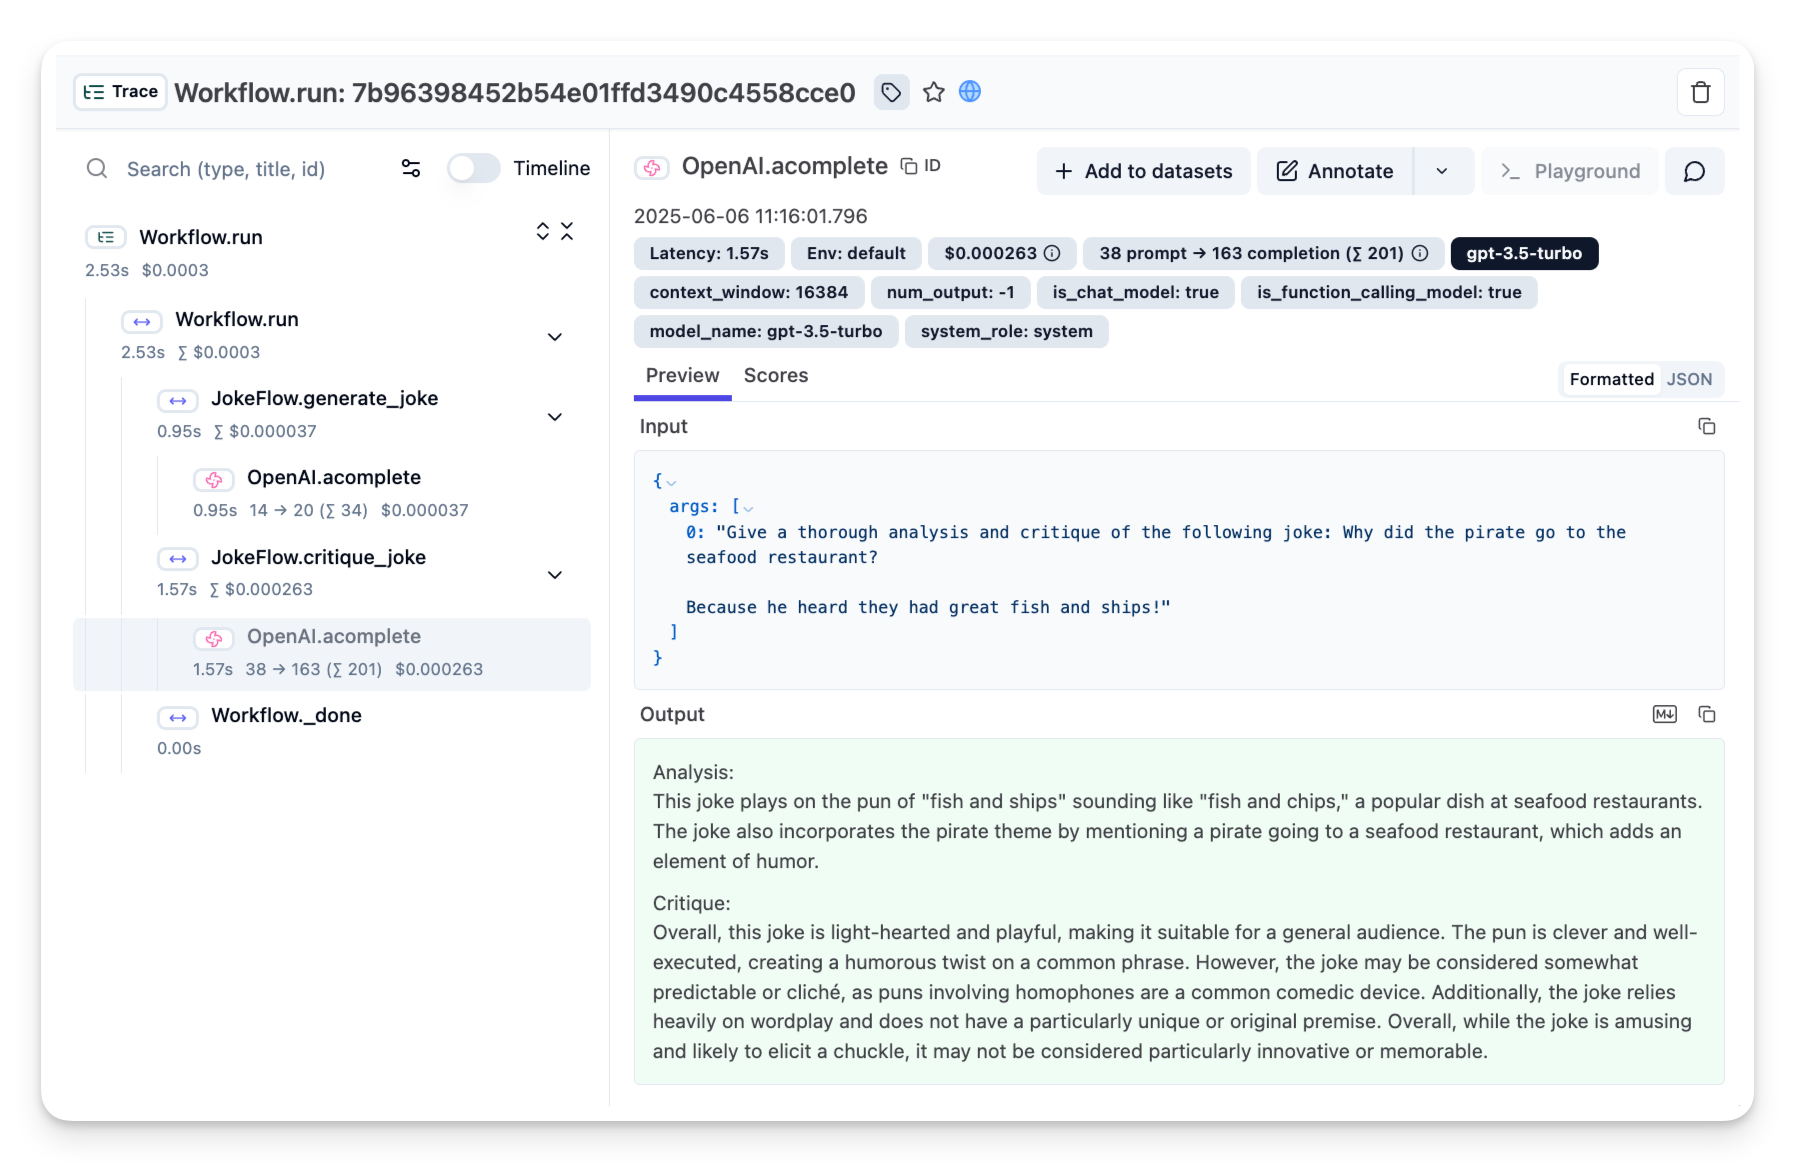 Trace Workflow.run: 7b96398452b54e01ffd3490c4558cce0
Search (type, title, id) Timeline
Workflow.run
2.53s $0.0003
Workflow.run
2.53s ∑ $0.0003
JokeFlow.generate_joke
0.95s ∑ $0.000037
OpenAI.acomplete
0.95s 14 → 20 (∑ 34) $0.000037
JokeFlow.critique_joke
1.57s ∑ $0.000263
OpenAI.acomplete
1.57s 38 → 163 (∑ 201) $0.000263
Workflow._done
0.00s
OpenAI.acomplete ID
+ Add to datasets Annotate Playground
2025-06-06 11:16:01.796
Latency: 1.57s Env: default $0.000263 38 prompt → 163 completion (∑ 201) gpt-3.5-turbo
context_window: 16384 num_output: -1 is_chat_model: true is_function_calling_model: true
model_name: gpt-3.5-turbo system_role: system
Preview Scores Formatted JSON
Input
{
args: [
0: "Give a thorough analysis and critique of the following joke: Why did the pirate go to the
seafood restaurant?
Because he heard they had great fish and ships!"
]
}
Output M↓
Analysis:
This joke plays on the pun of "fish and ships" sounding like "fish and chips," a popular dish at seafood restaurants.
The joke also incorporates the pirate theme by mentioning a pirate going to a seafood restaurant, which adds an
element of humor.
Critique:
Overall, this joke is light-hearted and playful, making it suitable for a general audience. The pun is clever and well-
executed, creating a humorous twist on a common phrase. However, the joke may be considered somewhat
predictable or cliché, as puns involving homophones are a common comedic device. Additionally, the joke relies
heavily on wordplay and does not have a particularly unique or original premise. Overall, while the joke is amusing
and likely to elicit a chuckle, it may not be considered particularly innovative or memorable.